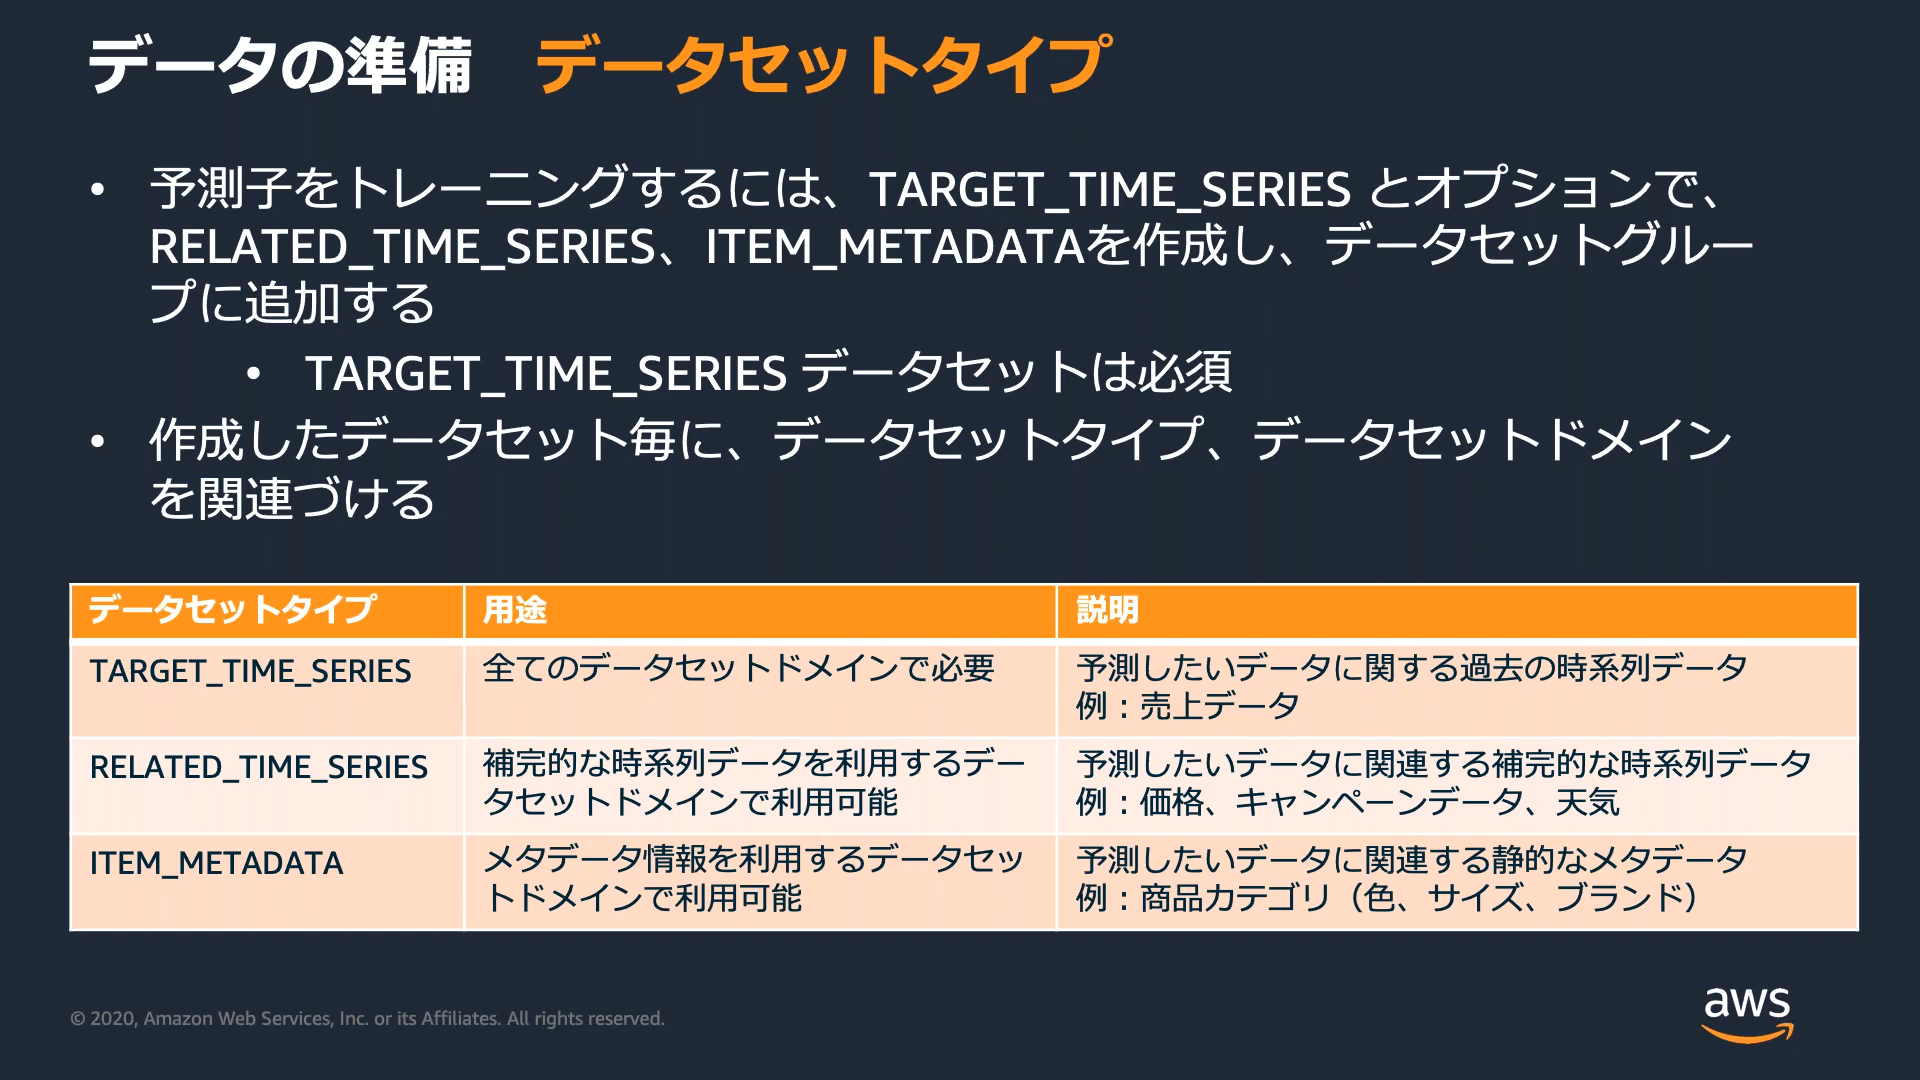 データの準備　データセットタイプ
• 予測子をトレーニングするには、TARGET_TIME_SERIES とオプションで、
RELATED_TIME_SERIES、ITEM_METADATAを作成し、データセットグルー
プに追加する
• TARGET_TIME_SERIES データセットは必須
• 作成したデータセット毎に、データセットタイプ、データセットドメイン
を関連づける
データセットタイプ 用途 説明
TARGET_TIME_SERIES 全てのデータセットドメインで必要 予測したいデータに関する過去の時系列データ
例：売上データ
RELATED_TIME_SERIES 補完的な時系列データを利用するデー
タセットドメインで利用可能
予測したいデータに関連する補完的な時系列データ
例：価格、キャンペーンデータ、天気
ITEM_METADATA メタデータ情報を利用するデータセッ
トドメインで利用可能
予測したいデータに関連する静的なメタデータ
例：商品カテゴリ（色、サイズ、ブランド）
© 2020, Amazon Web Services, Inc. or its Affiliates. All rights reserved.
aws